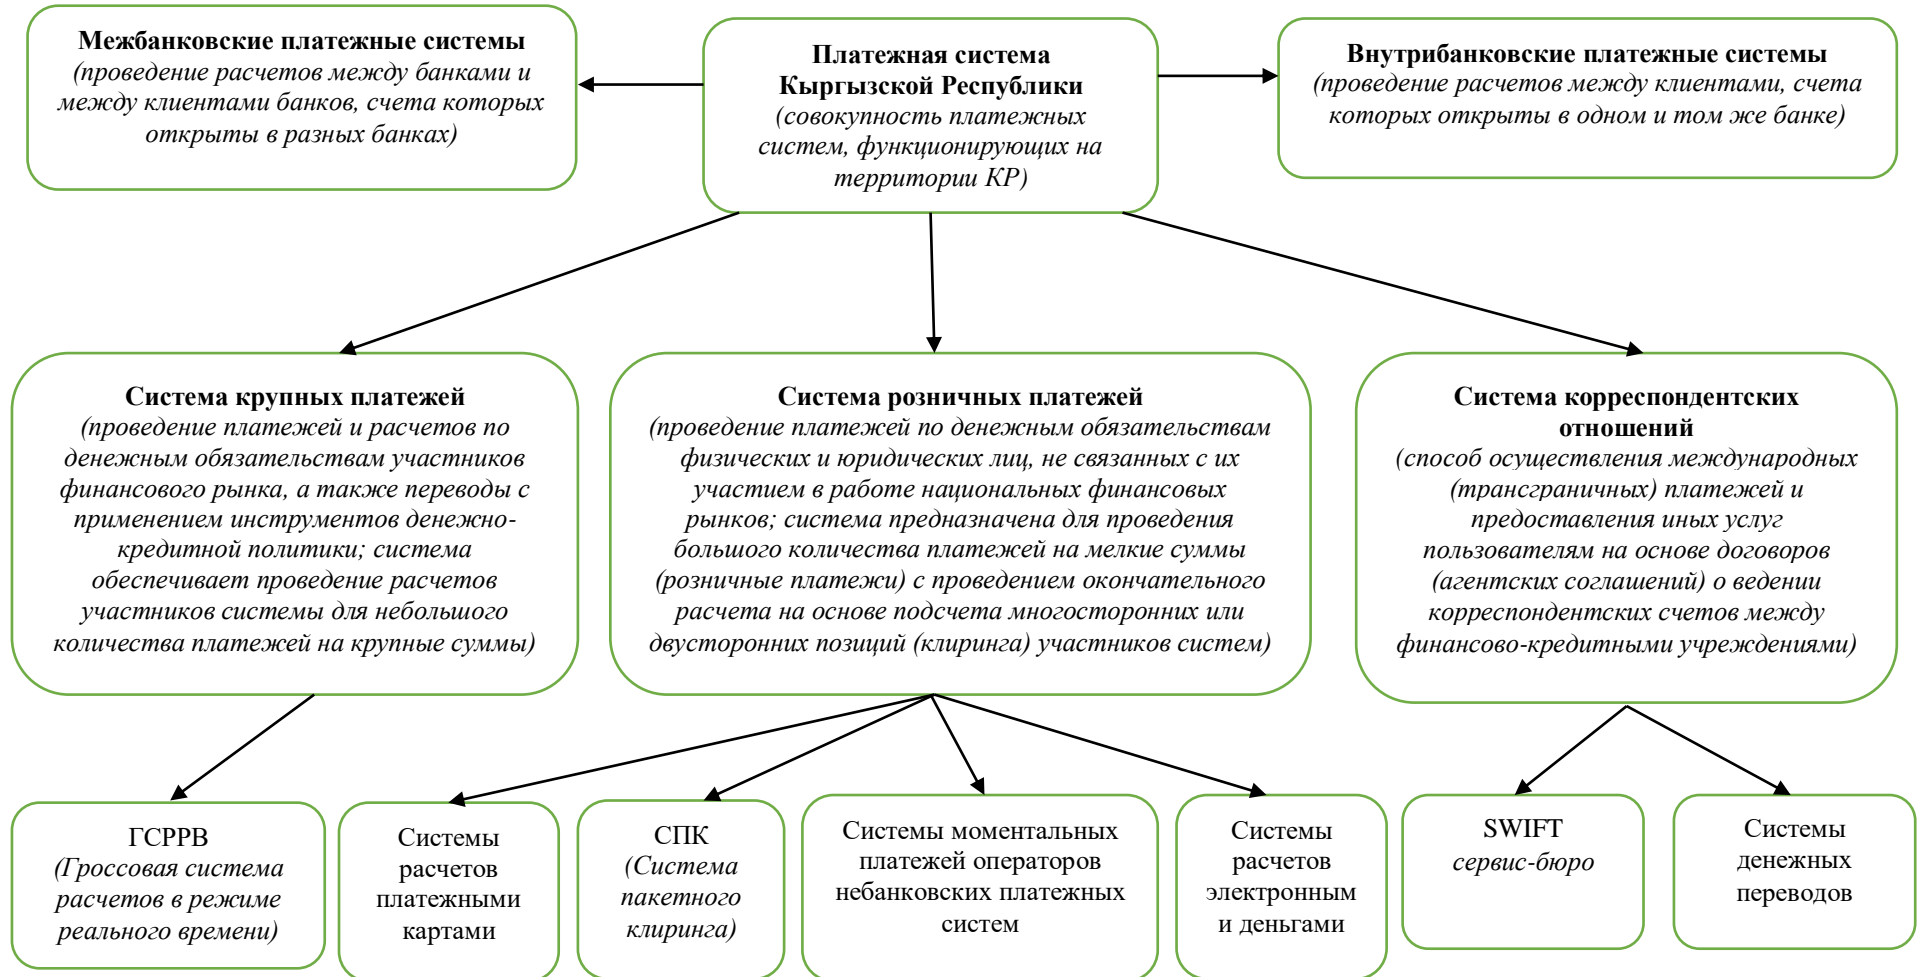 Межбанковские платежные системы
(проведение расчетов между банками и
между клиентами банков, счета которых
открыты в разных банках)
Платежная система
Кыргызской Республики
(совокупность платежных
систем, функционирующих на
территории КР)
Внутрибанковские платежные системы
(проведение расчетов между клиентами, счета
которых открыты в одном и том же банке)
Система крупных платежей
(проведение платежей и расчетов по
денежным обязательствам участников
финансового рынка, а также переводы с
применением инструментов денежно-
кредитной политики; система
обеспечивает проведение расчетов
участников системы для небольшого
количества платежей на крупные суммы)
Система розничных платежей
(проведение платежей по денежным обязательствам
физических и юридических лиц, не связанных с их
участием в работе национальных финансовых
рынков; система предназначена для проведения
большого количества платежей на мелкие суммы
(розничные платежи) с проведением окончательного
расчета на основе подсчета многосторонних или
двусторонних позиций (клиринга) участников систем)
Система корреспондентских
отношений
(способ осуществления международных
(трансграничных) платежей и
предоставления иных услуг
пользователям на основе договоров
(агентских соглашений) о ведении
корреспондентских счетов между
финансово-кредитными учреждениями)
ГСРРВ
(Гроссовая система
расчетов в режиме
реального времени)
Системы
расчетов
платежными
картами
СПК
(Система
пакетного
клиринга)
Системы моментальных
платежей операторов
небанковских платежных
систем
Системы
расчетов
электронным
и деньгами
SWIFT
сервис-бюро
Системы
денежных
переводов